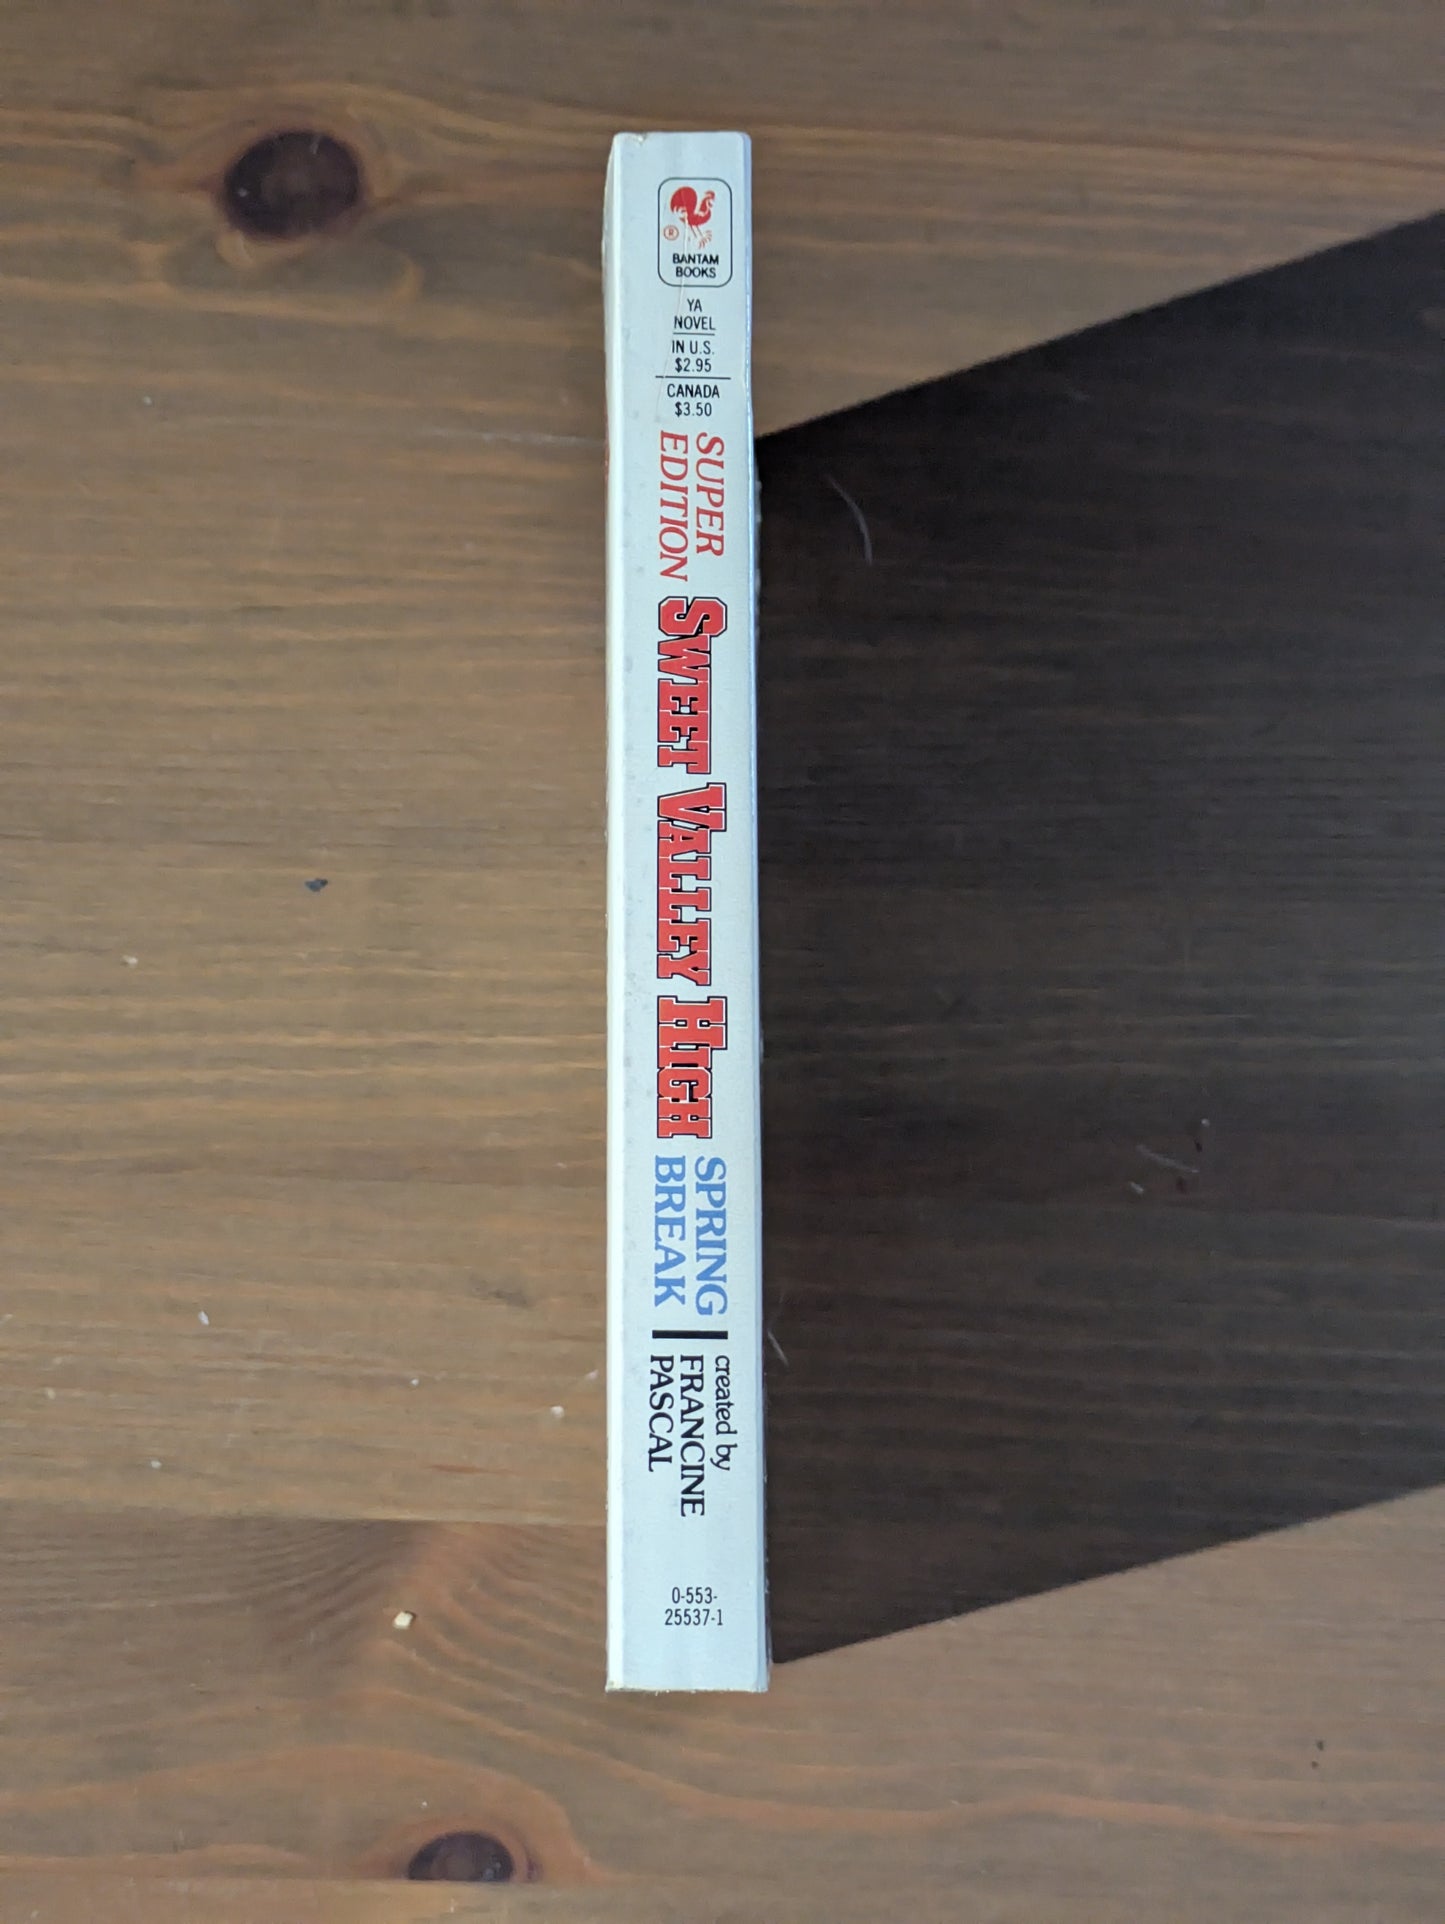 ®
BANTAM
BOOKS
YA
NOVEL
IN U.S.
$2.95
CANADA
$3.50
SUPER
EDITION
SWEET VALLEY HIGH
SPRING
BREAK
created by
FRANCINE
PASCAL
0-553-
25537-1